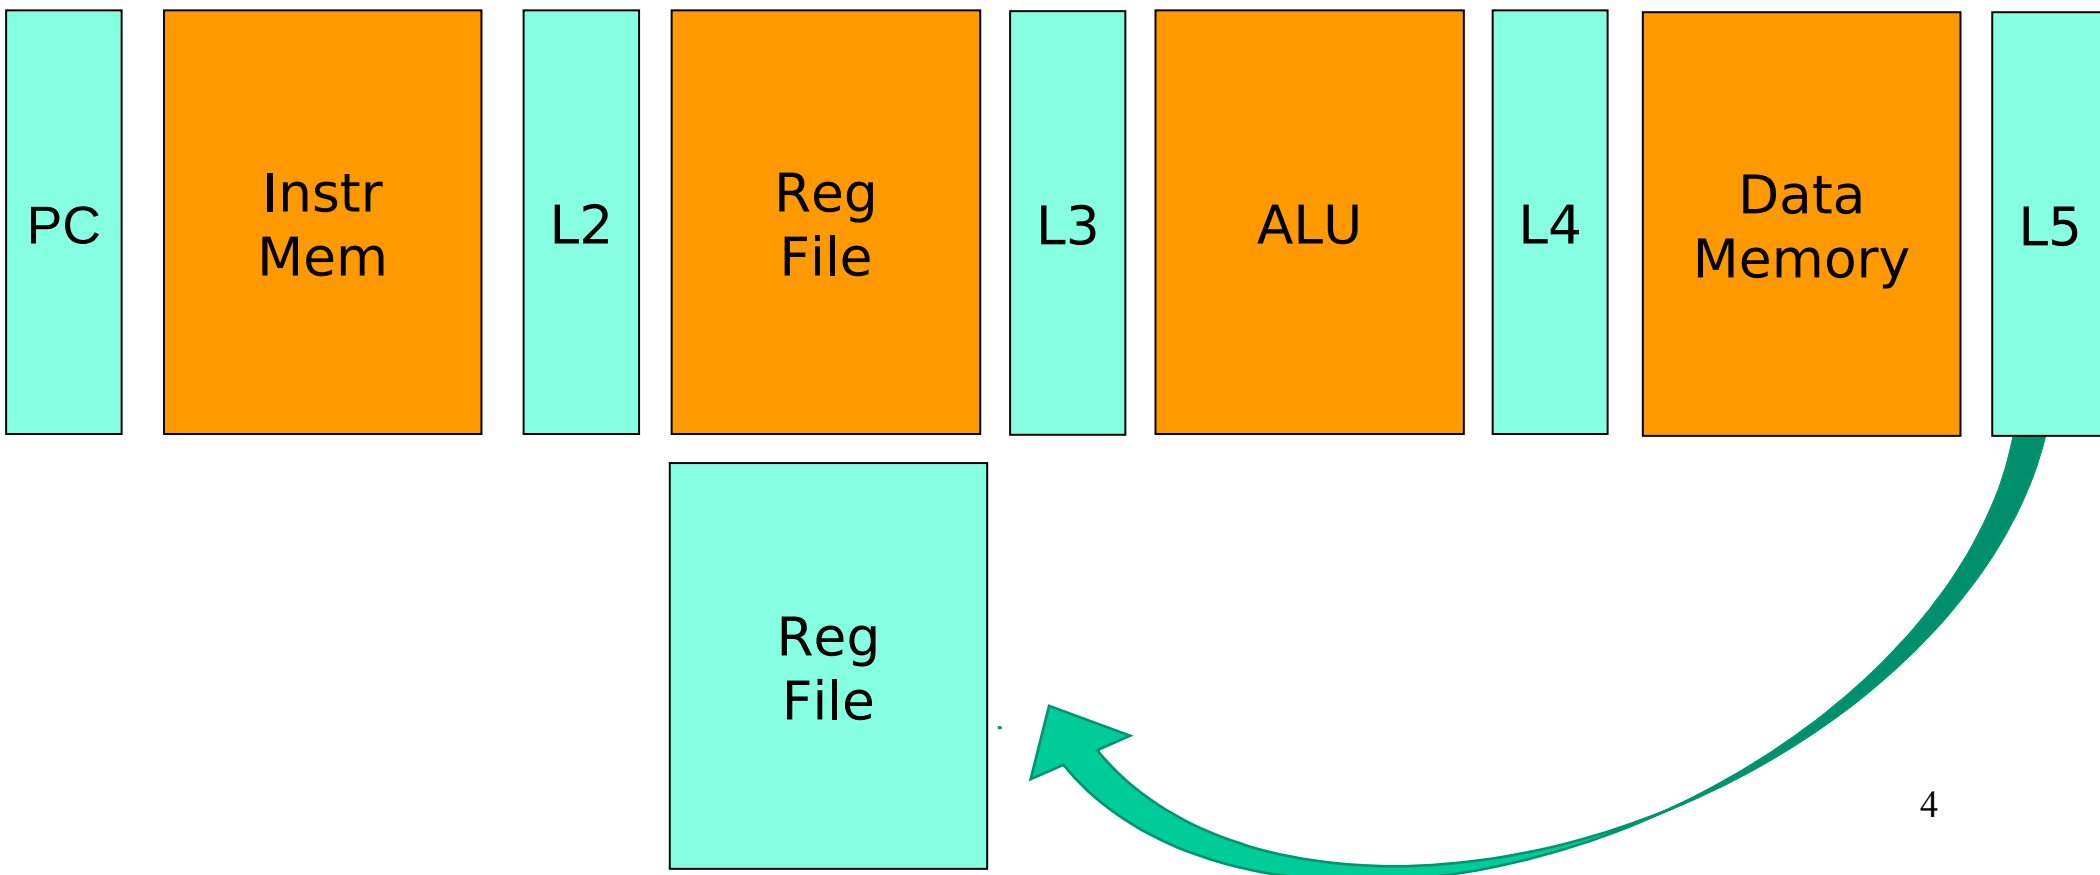 PC
Instr
Mem
L2
Reg
File
L3
ALU
L4
Data
Memory
L5
Reg
File
4